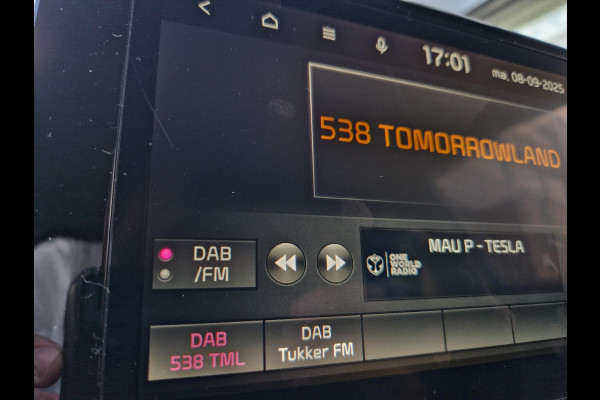 17:01
ma, 08-09-2025
538 TOMORROWLAND
DAB
/FM
ONE
WORLD
RADIO
MAU P - TESLA
DAB
538 TML
DAB
Tukker FM